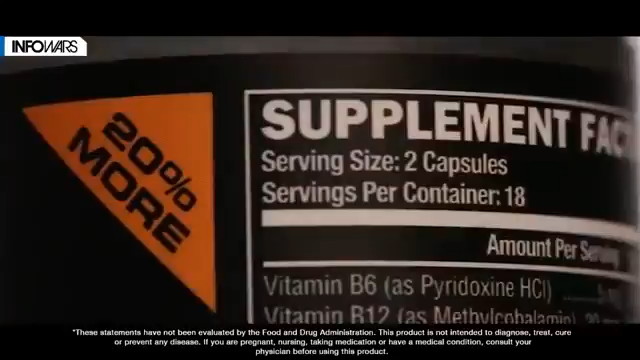 INFOWARS
20%
MORE
SUPPLEMENT FAC
Serving Size: 2 Capsules
Servings Per Container: 18
Amount Per Serving
Vitamin B6 (as Pyridoxine HCl)
Vitamin B12 (as Methylcobalamin)
*These statements have not been evaluated by the Food and Drug Administration. This product is not intended to diagnose, treat, cure
or prevent any disease. If you are pregnant, nursing, taking medication or have a medical condition, consult your
physician before using this product.